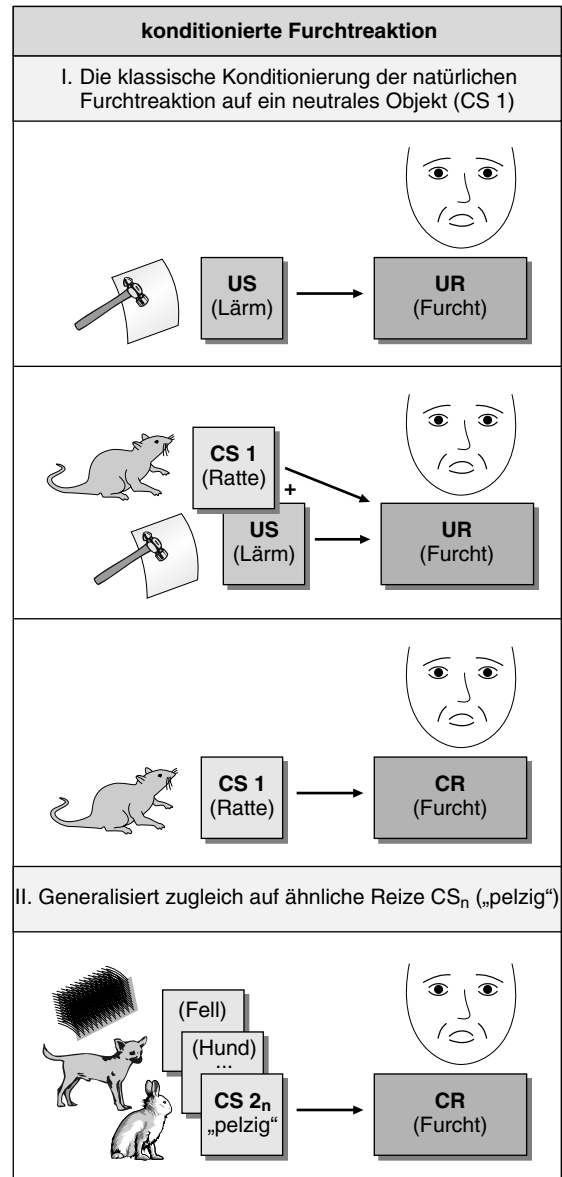 konditionierte Furchtreaktion
I. Die klassische Konditionierung der natürlichen
Furchtreaktion auf ein neutrales Objekt (CS 1)
US
(Lärm)
UR
(Furcht)
CS 1
(Ratte)
+
US
(Lärm)
UR
(Furcht)
CS 1
(Ratte)
CR
(Furcht)
II. Generalisiert zugleich auf ähnliche Reize CSn („pelzig“)
(Fell)
(Hund)
...
CS 2n
„pelzig“
CR
(Furcht)